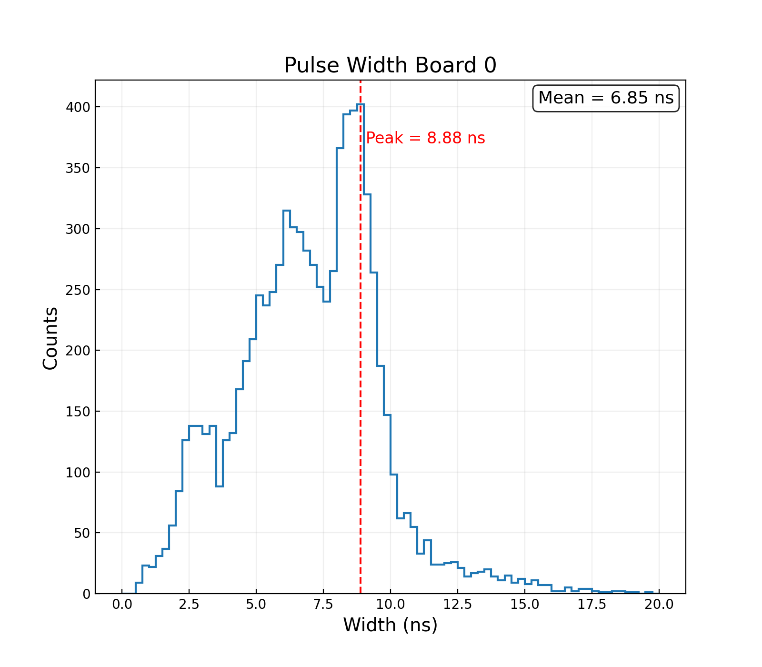 Pulse Width Board 0
Mean = 6.85 ns
Peak = 8.88 ns
Counts
400
350
300
250
200
150
100
50
0
0.0 2.5 5.0 7.5 10.0 12.5 15.0 17.5 20.0
Width (ns)